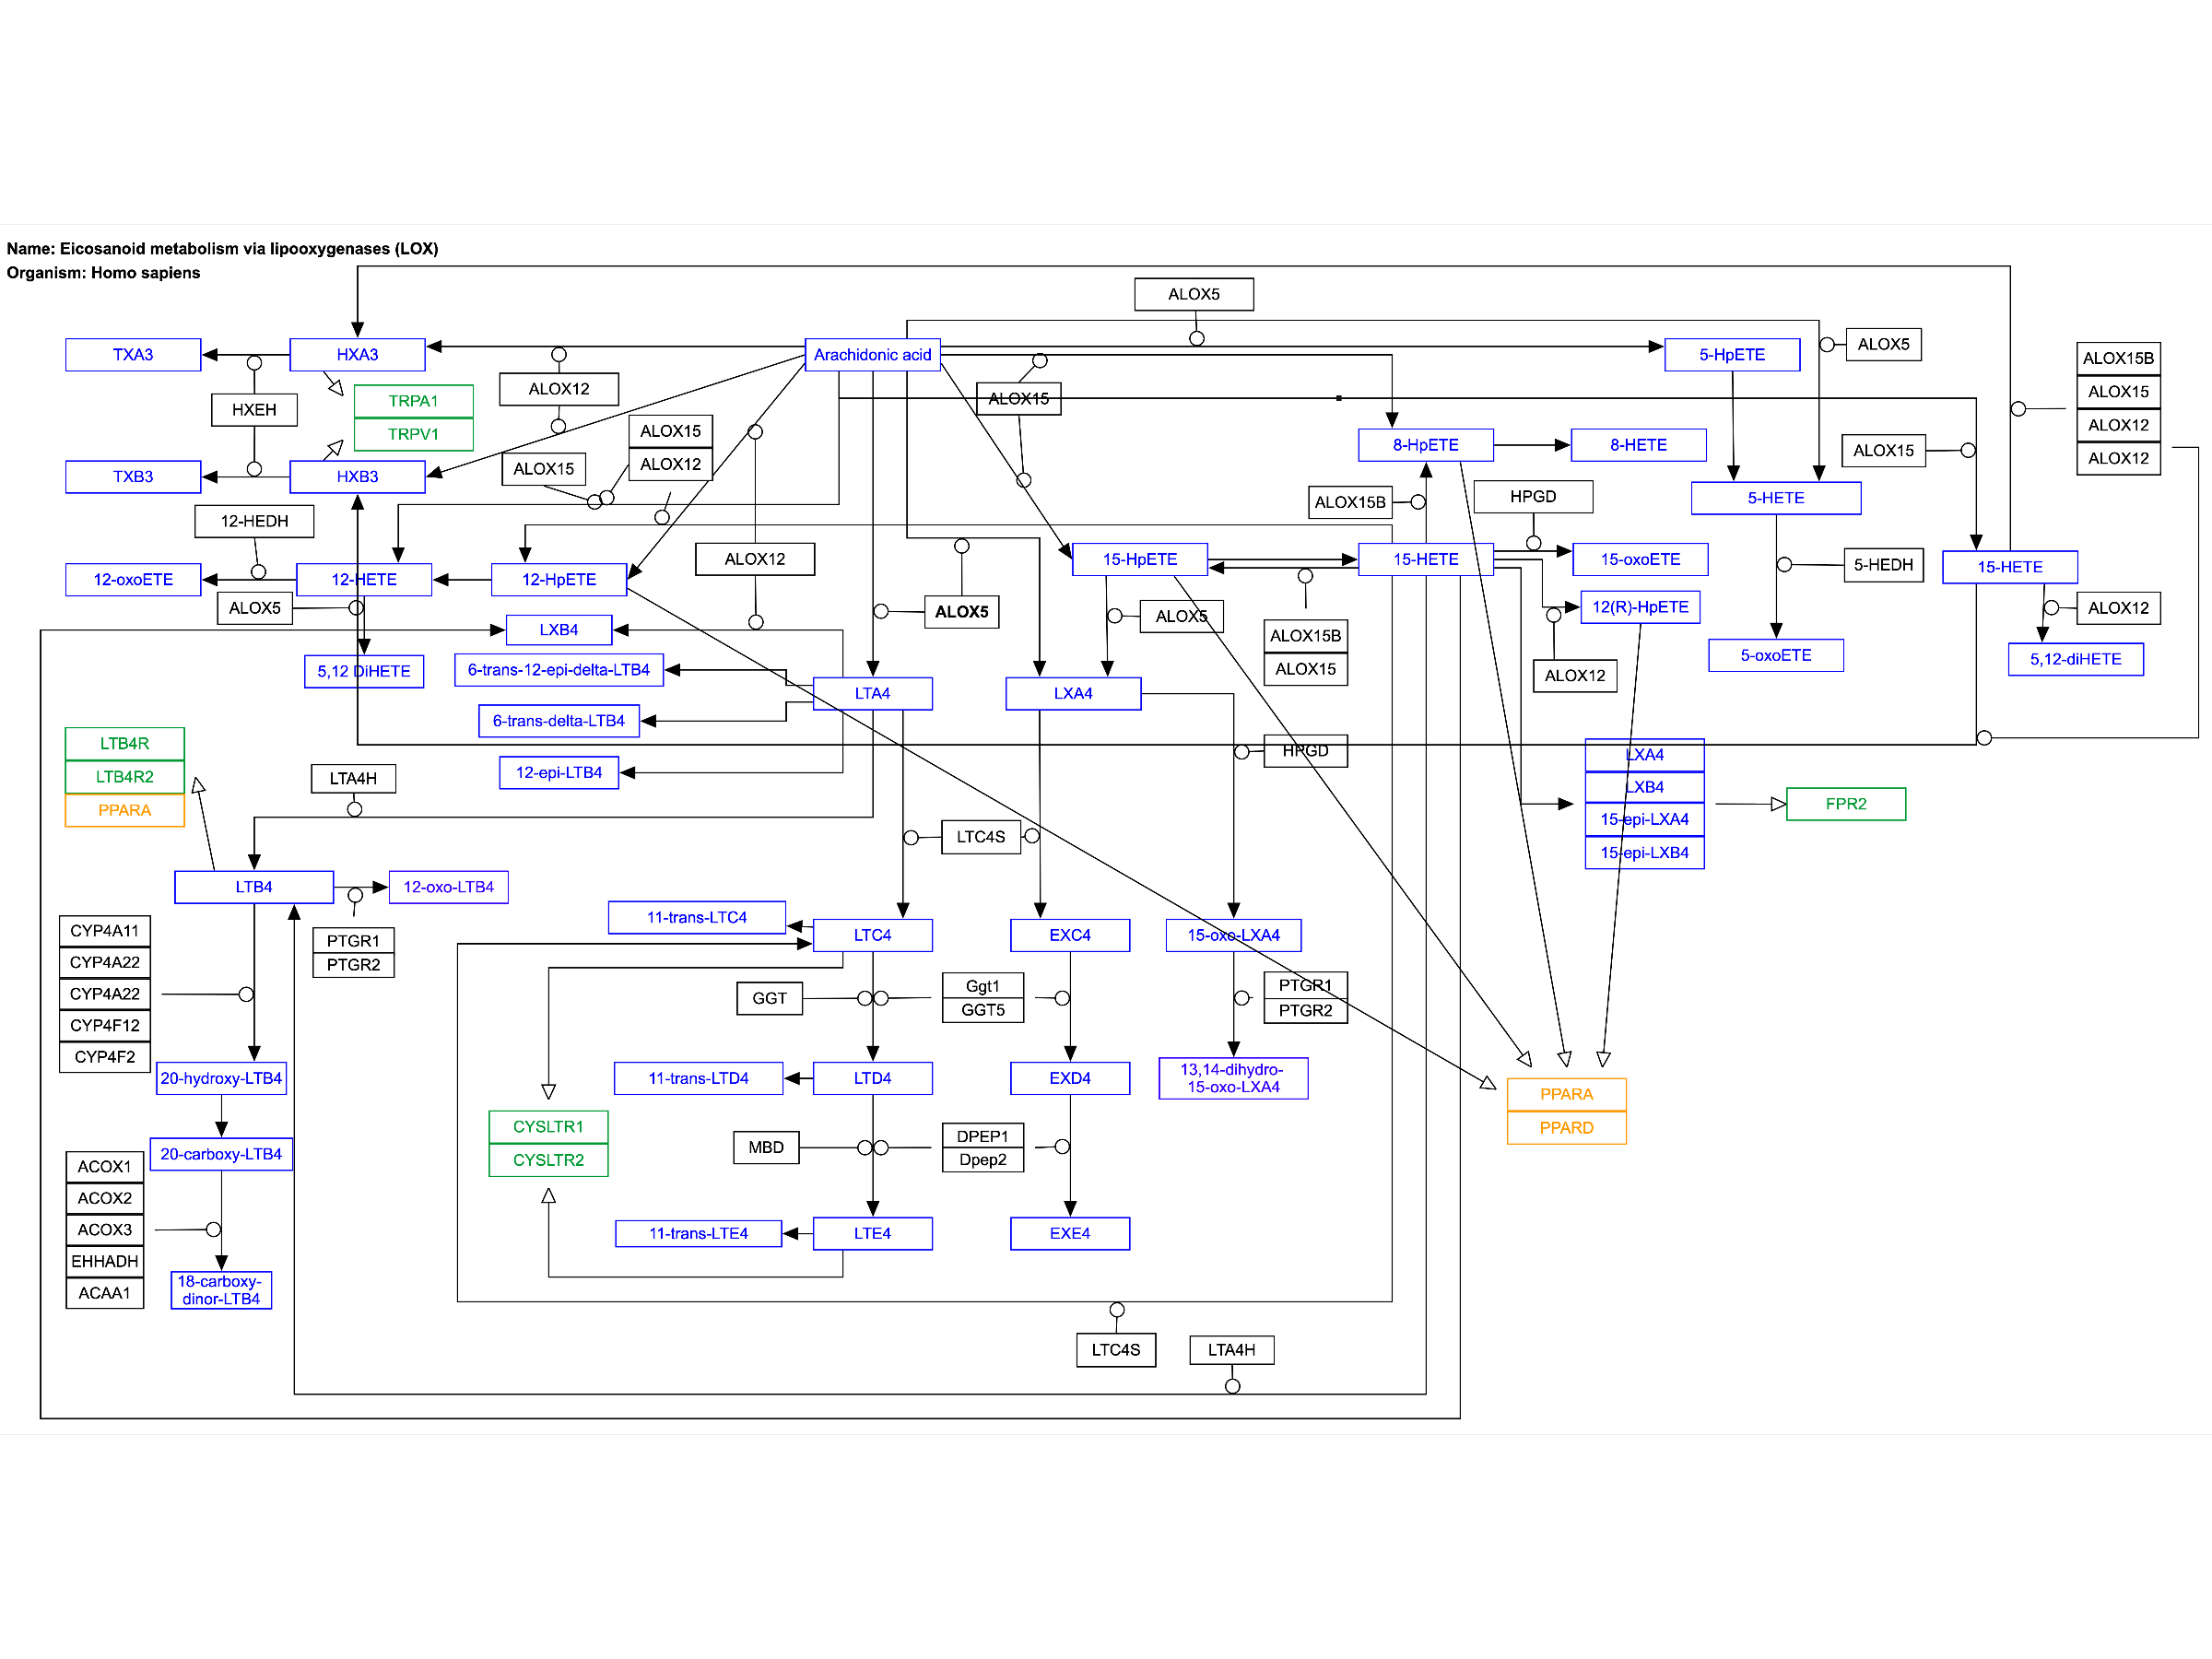 Name: Eicosanoid metabolism via lipooxygenases (LOX)
Organism: Homo sapiens
ALOX5
TXA3
HXA3
Arachidonic acid
5-HpETE
ALOX5
ALOX15B
ALOX15
ALOX12
ALOX12
HXEH
TRPA1
TRPV1
ALOX12
ALOX15
ALOX15
ALOX12
ALOX15
8-HpETE
8-HETE
ALOX15
TXB3
HXB3
ALOX15B
HPGD
5-HETE
12-HEDH
12-oxoETE
12-HETE
12-HpETE
ALOX12
15-HpETE
15-HETE
15-oxoETE
5-HEDH
15-HETE
ALOX5
ALOX5
ALOX5
12(R)-HpETE
ALOX12
LXB4
ALOX15B
ALOX15
ALOX12
5-oxoETE
5,12-diHETE
5,12 DiHETE
6-trans-12-epi-delta-LTB4
LTA4
LXA4
6-trans-delta-LTB4
LTB4R
LTB4R2
PPARA
HPGD
LXA4
LXB4
15-epi-LXA4
15-epi-LXB4
FPR2
12-epi-LTB4
LTA4H
LTC4S
LTB4
12-oxo-LTB4
CYP4A11
CYP4A22
CYP4A22
CYP4F12
CYP4F2
PTGR1
PTGR2
11-trans-LTC4
LTC4
EXC4
15-oxo-LXA4
GGT
Ggt1
GGT5
PTGR1
PTGR2
20-hydroxy-LTB4
11-trans-LTD4
LTD4
EXD4
13,14-dihydro-
15-oxo-LXA4
PPARA
PPARD
CYSLTR1
CYSLTR2
MBD
DPEP1
Dpep2
20-carboxy-LTB4
ACOX1
ACOX2
ACOX3
EHHADH
ACAA1
11-trans-LTE4
LTE4
EXE4
18-carboxy-
dinor-LTB4
LTC4S
LTA4H